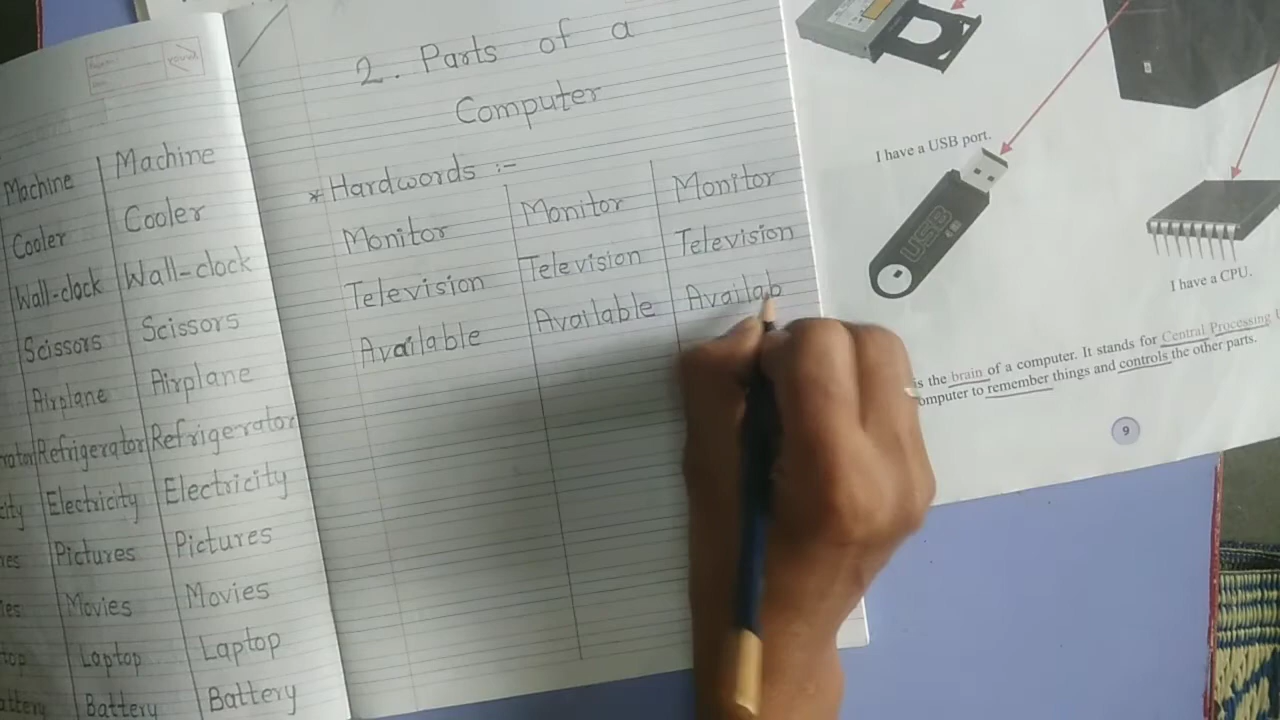 Machine Machine
Cooler Cooler
Wall-clock Wall-clock
Scissors Scissors
Airplane Airplane
Refrigerator Refrigerator
Electricity Electricity
Pictures Pictures
Movies Movies
Laptop Laptop
Battery Battery
2. Parts of a
Computer
* Hardwords :-
Monitor Monitor Monitor
Television Television Television
Available Available Availab
I have a USB port.
USB
I have a CPU.
is the brain of a computer. It stands for Central Processing
omputer to remember things and controls the other parts.
9